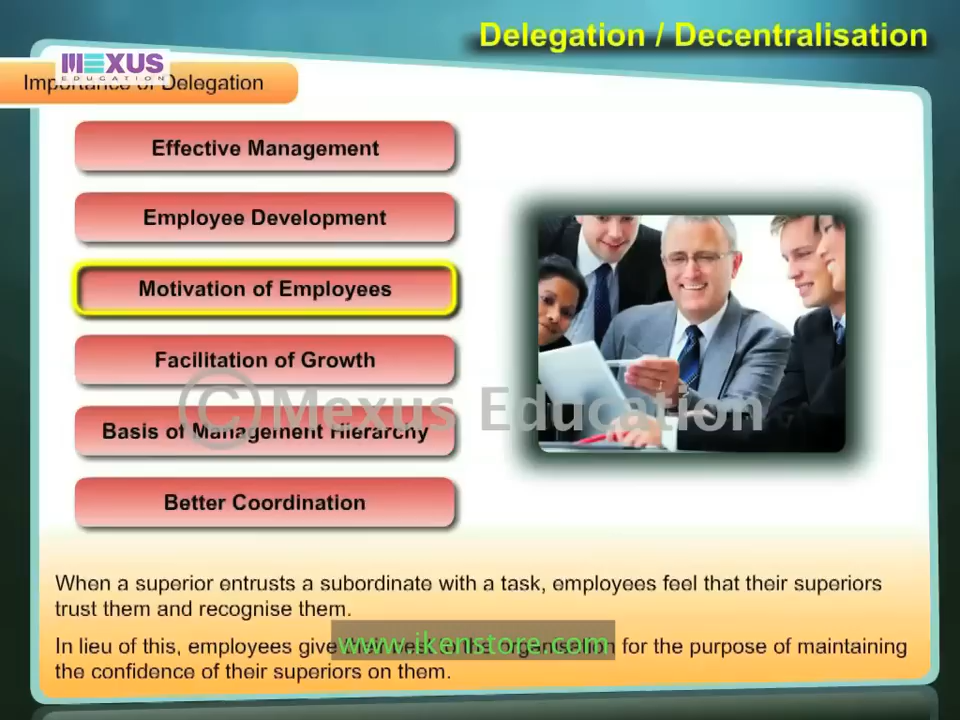 Delegation / Decentralisation
MEXUS
EDUCATION
Importance of Delegation
Effective Management
Employee Development
Motivation of Employees
Facilitation of Growth
© Mexus Education
Basis of Management Hierarchy
Better Coordination
When a superior entrusts a subordinate with a task, employees feel that their superiors
trust them and recognise them.
In lieu of this, employees give for the purpose of maintaining
www.ikenstore.com
the confidence of their superiors on them.